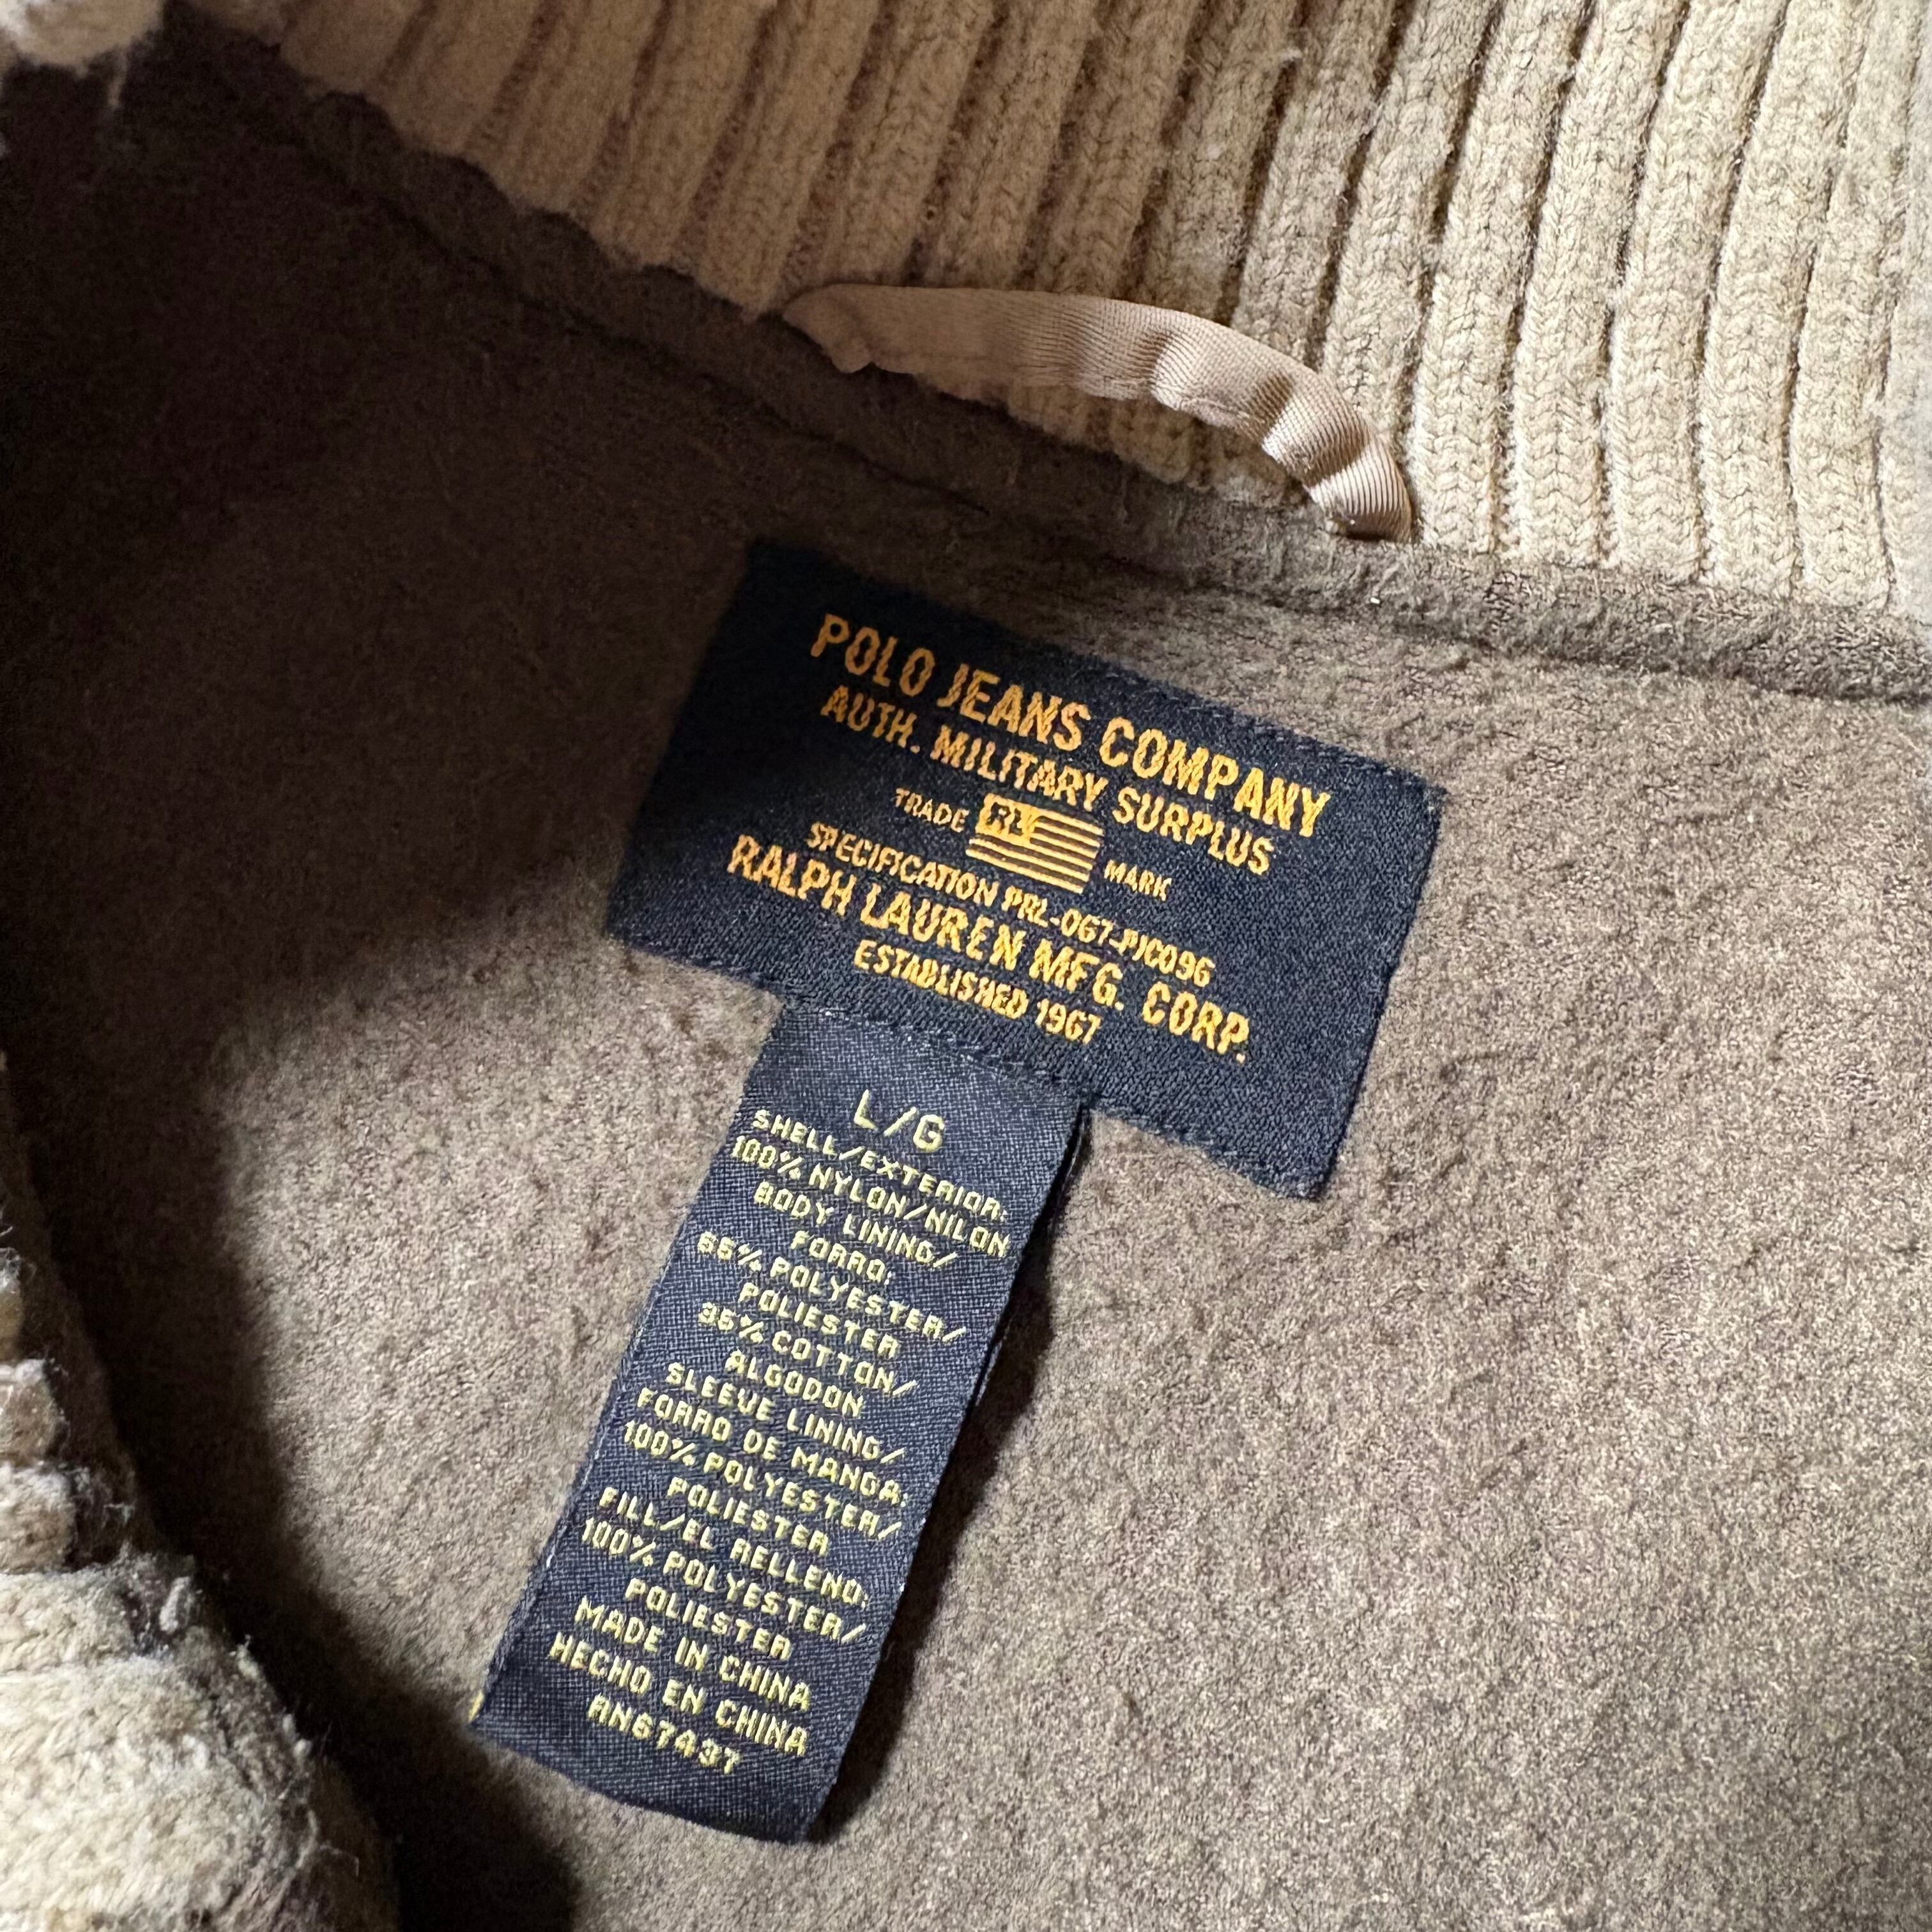 POLO JEANS COMPANY
AUTH. MILITARY SURPLUS
TRADE RL MARK
SPECIFICATION PRL-067-PJC096
RALPH LAUREN MFG. CORP.
ESTABLISHED 1967
L/G
SHELL/EXTERIOR:
100% NYLON/NILON
BODY LINING/
FORRO:
65% POLYESTER/
POLIESTER
35% COTTON/
ALGODON
SLEEVE LINING/
FORRO DE MANGA:
100% POLYESTER/
POLIESTER
FILL/EL RELLENO:
100% POLYESTER/
POLIESTER
MADE IN CHINA
HECHO EN CHINA
RN67437